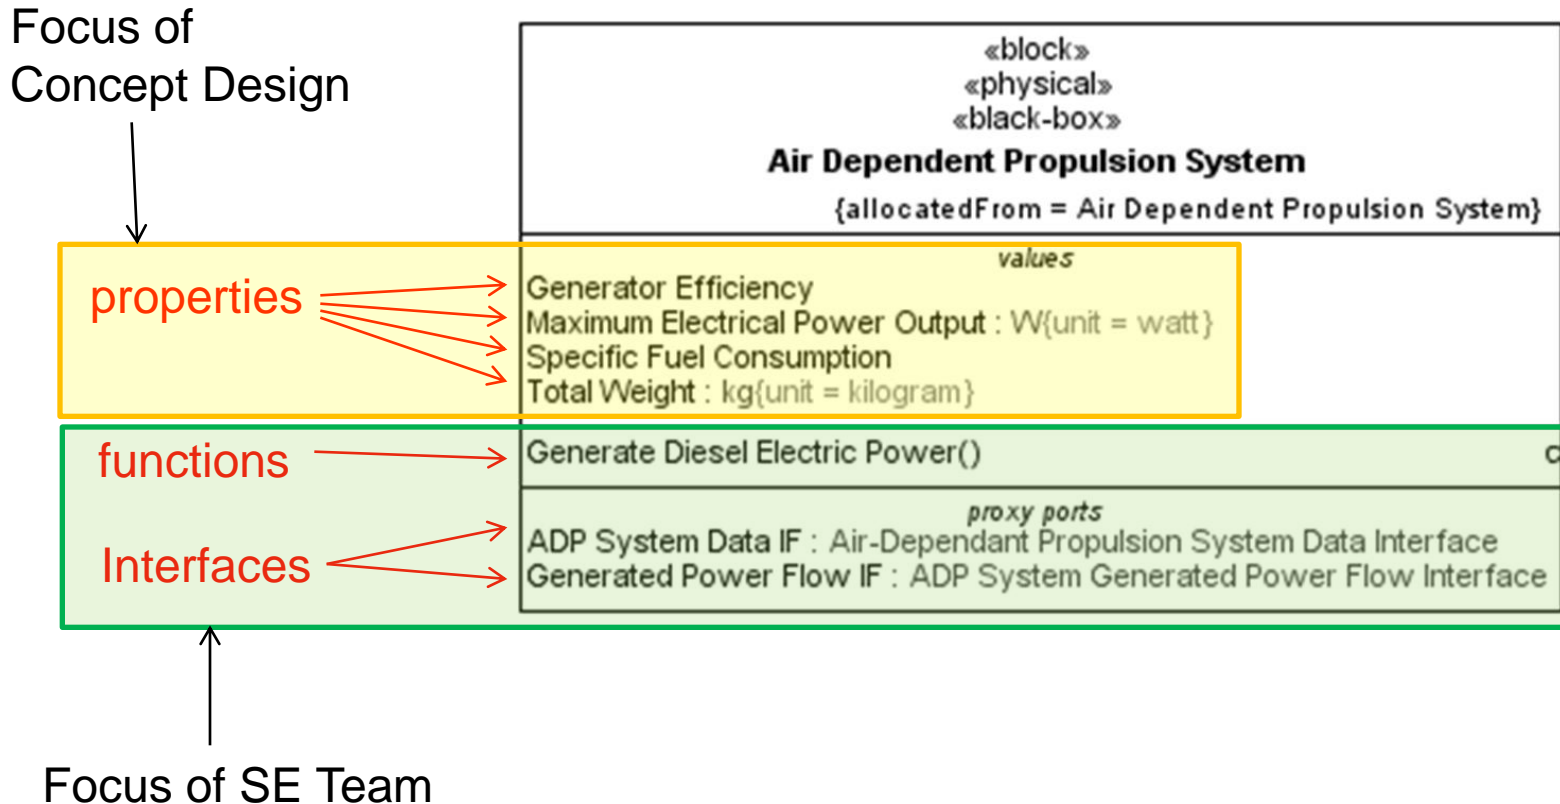 Focus of
Concept Design
«block»
«physical»
«black-box»
Air Dependent Propulsion System
{allocatedFrom = Air Dependent Propulsion System}
properties
values
Generator Efficiency
Maximum Electrical Power Output : W{unit = watt}
Specific Fuel Consumption
Total Weight : kg{unit = kilogram}
functions
Generate Diesel Electric Power()
Interfaces
proxy ports
ADP System Data IF : Air-Dependant Propulsion System Data Interface
Generated Power Flow IF : ADP System Generated Power Flow Interface
Focus of SE Team